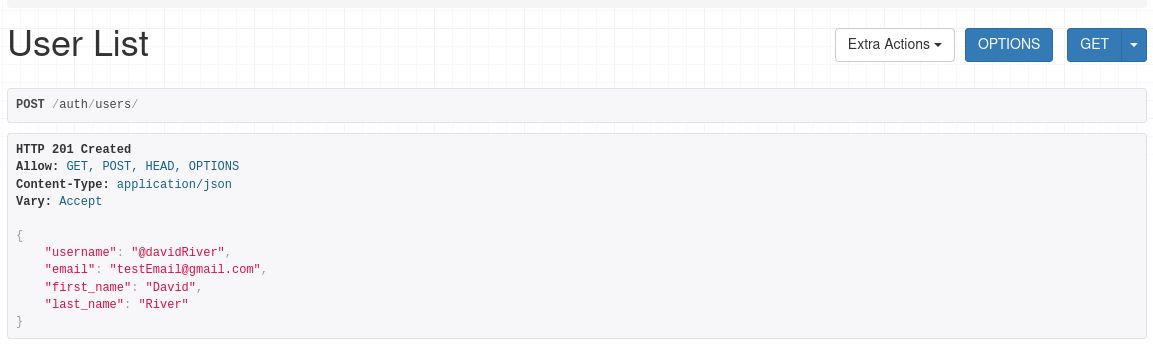 User List
Extra Actions
OPTIONS
GET
POST /auth/users/
HTTP 201 Created
Allow: GET, POST, HEAD, OPTIONS
Content-Type: application/json
Vary: Accept
{
    "username": "@davidRiver",
    "email": "testEmail@gmail.com",
    "first_name": "David",
    "last_name": "River"
}